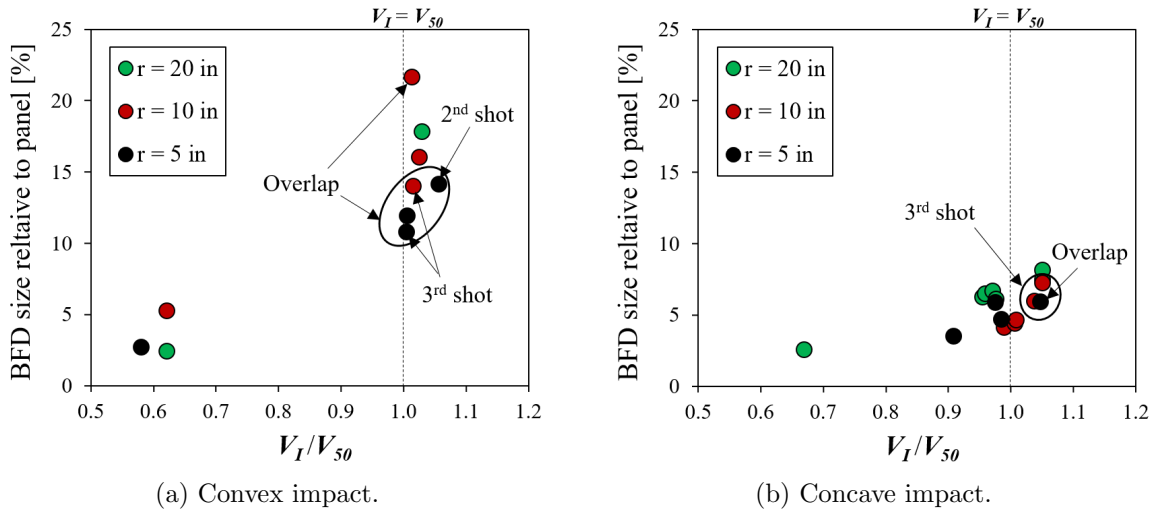 V_I = V_50
25
20
15
10
5
0
BFD size reltaive to panel [%]
r = 20 in
r = 10 in
r = 5 in
2nd shot
Overlap
3rd shot
0.5 0.6 0.7 0.8 0.9 1.0 1.1 1.2
V_I/V_50
(a) Convex impact.
V_I = V_50
25
20
15
10
5
0
BFD size reltaive to panel [%]
r = 20 in
r = 10 in
r = 5 in
3rd shot
Overlap
0.5 0.6 0.7 0.8 0.9 1.0 1.1 1.2
V_I/V_50
(b) Concave impact.